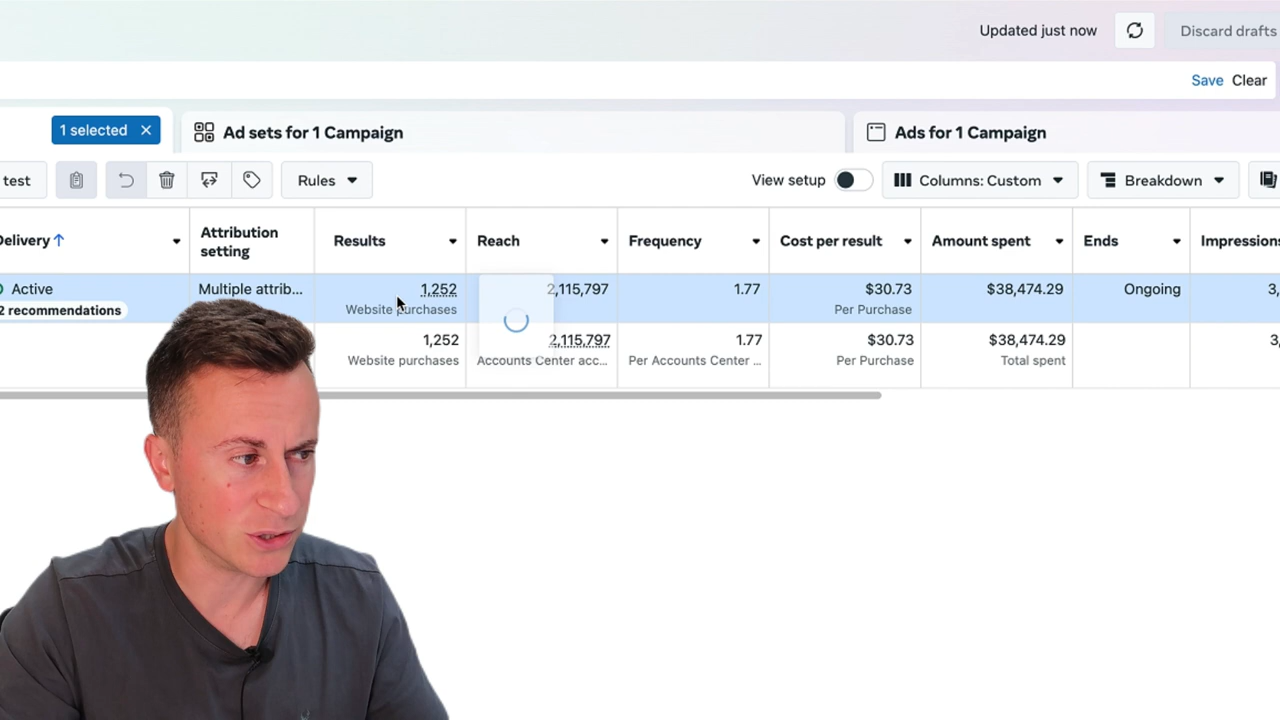 Updated just now
Discard drafts
Save Clear
1 selected
Ad sets for 1 Campaign
Ads for 1 Campaign
test
Rules
View setup
Columns: Custom
Breakdown
Delivery↑
Attribution setting
Results
Reach
Frequency
Cost per result
Amount spent
Ends
Impressions
Active
Multiple attrib...
1,252
2,115,797
1.77
$30.73
$38,474.29
Ongoing
3,
2 recommendations
Website purchases
Per Purchase
1,252
2,115,797
1.77
$30.73
$38,474.29
3,
Website purchases
Accounts Center acc...
Per Accounts Center ...
Per Purchase
Total spent